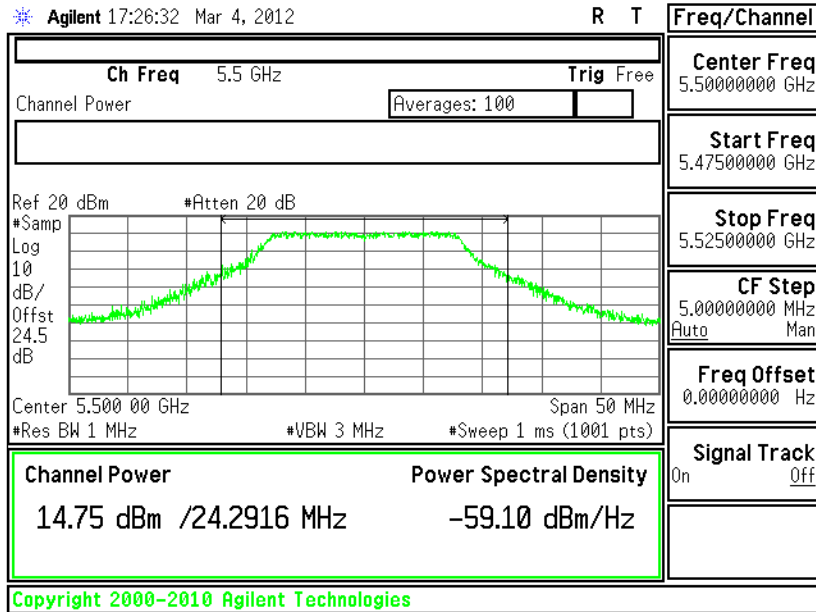 Agilent 17:26:32 Mar 4, 2012 R T
Freq/Channel
Ch Freq 5.5 GHz Trig Free
Channel Power Averages: 100
Center Freq
5.50000000 GHz
Start Freq
5.47500000 GHz
Stop Freq
5.52500000 GHz
CF Step
5.00000000 MHz
Auto Man
Freq Offset
0.00000000 Hz
Signal Track
On Off
Ref 20 dBm #Atten 20 dB
#Samp
Log
10
dB/
Offst
24.5
dB
Center 5.500 00 GHz Span 50 MHz
#Res BW 1 MHz #VBW 3 MHz #Sweep 1 ms (1001 pts)
Channel Power Power Spectral Density
14.75 dBm /24.2916 MHz -59.10 dBm/Hz
Copyright 2000-2010 Agilent Technologies